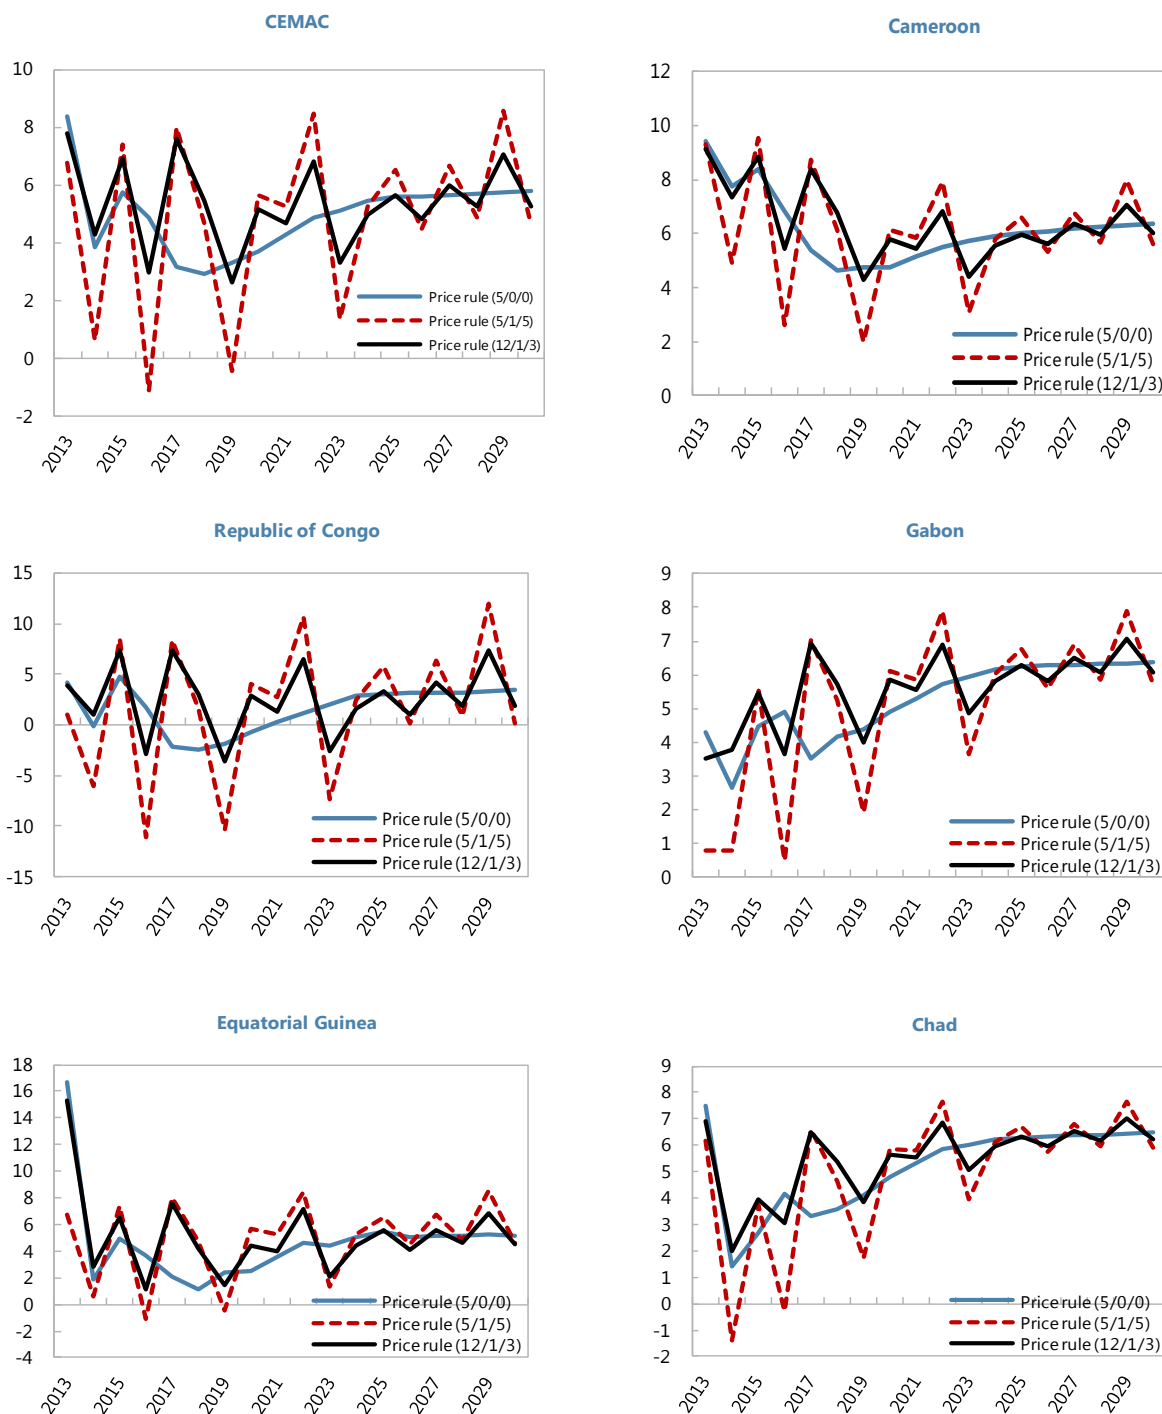 CEMAC
10
8
6
4
2
0
-2
Price rule (5/0/0)
Price rule (5/1/5)
Price rule (12/1/3)
2013 2015 2017 2019 2021 2023 2025 2027 2029
Cameroon
12
10
8
6
4
2
0
Price rule (5/0/0)
Price rule (5/1/5)
Price rule (12/1/3)
2013 2015 2017 2019 2021 2023 2025 2027 2029
Republic of Congo
15
10
5
0
-5
-10
-15
Price rule (5/0/0)
Price rule (5/1/5)
Price rule (12/1/3)
2013 2015 2017 2019 2021 2023 2025 2027 2029
Gabon
9
8
7
6
5
4
3
2
1
0
Price rule (5/0/0)
Price rule (5/1/5)
Price rule (12/1/3)
2013 2015 2017 2019 2021 2023 2025 2027 2029
Equatorial Guinea
18
16
14
12
10
8
6
4
2
0
-2
-4
Price rule (5/0/0)
Price rule (5/1/5)
Price rule (12/1/3)
2013 2015 2017 2019 2021 2023 2025 2027 2029
Chad
9
8
7
6
5
4
3
2
1
0
-1
-2
Price rule (5/0/0)
Price rule (5/1/5)
Price rule (12/1/3)
2013 2015 2017 2019 2021 2023 2025 2027 2029